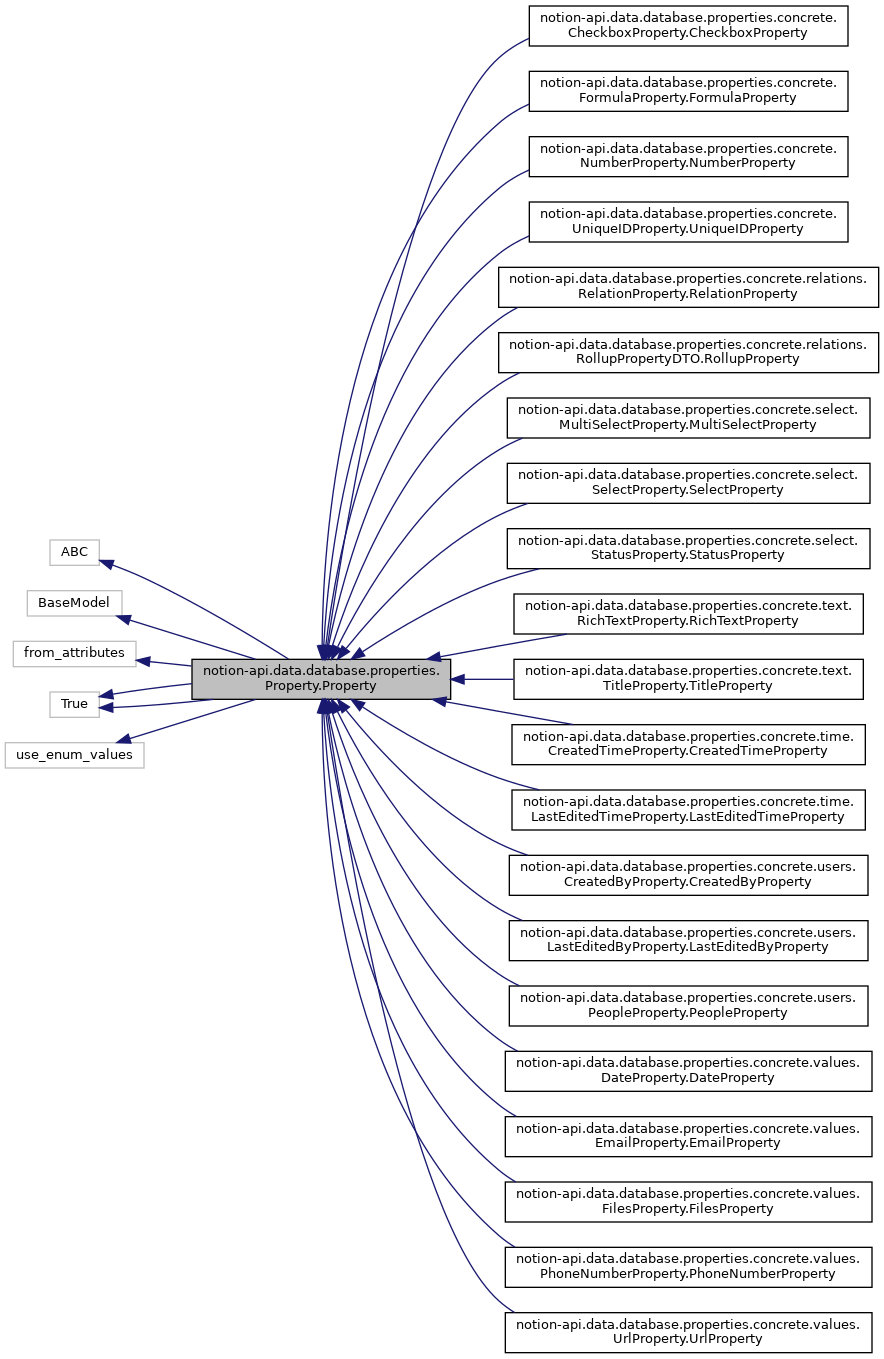 notion-api.data.database.properties.concrete.
CheckboxProperty.CheckboxProperty
notion-api.data.database.properties.concrete.
FormulaProperty.FormulaProperty
notion-api.data.database.properties.concrete.
NumberProperty.NumberProperty
notion-api.data.database.properties.concrete.
UniqueIDProperty.UniqueIDProperty
notion-api.data.database.properties.concrete.relations.
RelationProperty.RelationProperty
notion-api.data.database.properties.concrete.relations.
RollupPropertyDTO.RollupProperty
notion-api.data.database.properties.concrete.select.
MultiSelectProperty.MultiSelectProperty
notion-api.data.database.properties.concrete.select.
SelectProperty.SelectProperty
notion-api.data.database.properties.concrete.select.
StatusProperty.StatusProperty
ABC
BaseModel
from_attributes
True
use_enum_values
notion-api.data.database.properties.
Property.Property
notion-api.data.database.properties.concrete.text.
RichTextProperty.RichTextProperty
notion-api.data.database.properties.concrete.text.
TitleProperty.TitleProperty
notion-api.data.database.properties.concrete.time.
CreatedTimeProperty.CreatedTimeProperty
notion-api.data.database.properties.concrete.time.
LastEditedTimeProperty.LastEditedTimeProperty
notion-api.data.database.properties.concrete.users.
CreatedByProperty.CreatedByProperty
notion-api.data.database.properties.concrete.users.
LastEditedByProperty.LastEditedByProperty
notion-api.data.database.properties.concrete.users.
PeopleProperty.PeopleProperty
notion-api.data.database.properties.concrete.values.
DateProperty.DateProperty
notion-api.data.database.properties.concrete.values.
EmailProperty.EmailProperty
notion-api.data.database.properties.concrete.values.
FilesProperty.FilesProperty
notion-api.data.database.properties.concrete.values.
PhoneNumberProperty.PhoneNumberProperty
notion-api.data.database.properties.concrete.values.
UrlProperty.UrlProperty